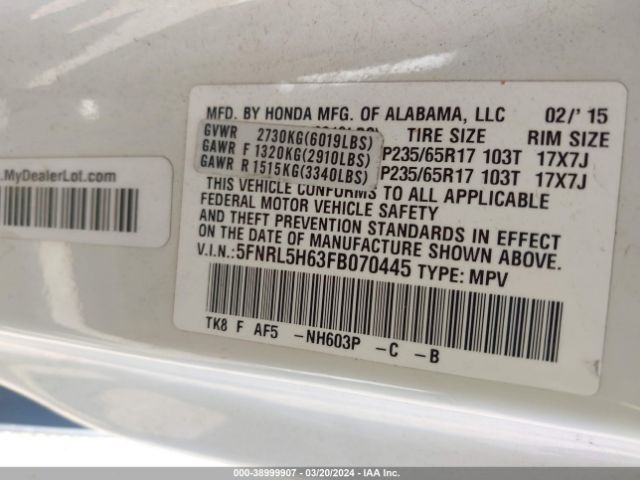 MFD. BY HONDA MFG. OF ALABAMA, LLC 02/' 15
GVWR 2730KG(6019LBS) TIRE SIZE RIM SIZE
GAWR F 1320KG(2910LBS) P235/65R17 103T 17X7J
GAWR R 1515KG(3340LBS) P235/65R17 103T 17X7J
THIS VEHICLE CONFORMS TO ALL APPLICABLE
FEDERAL MOTOR VEHICLE SAFETY
AND THEFT PREVENTION STANDARDS IN EFFECT
ON THE DATE OF MANUFACTURE SHOWN ABOVE.
V.I.N.:5FNRL5H63FB070445 TYPE: MPV
TK8 F AF5 -NH603P -C -B
.MyDealerLot.com
000-38999907 - 03/20/2024 - IAA Inc.